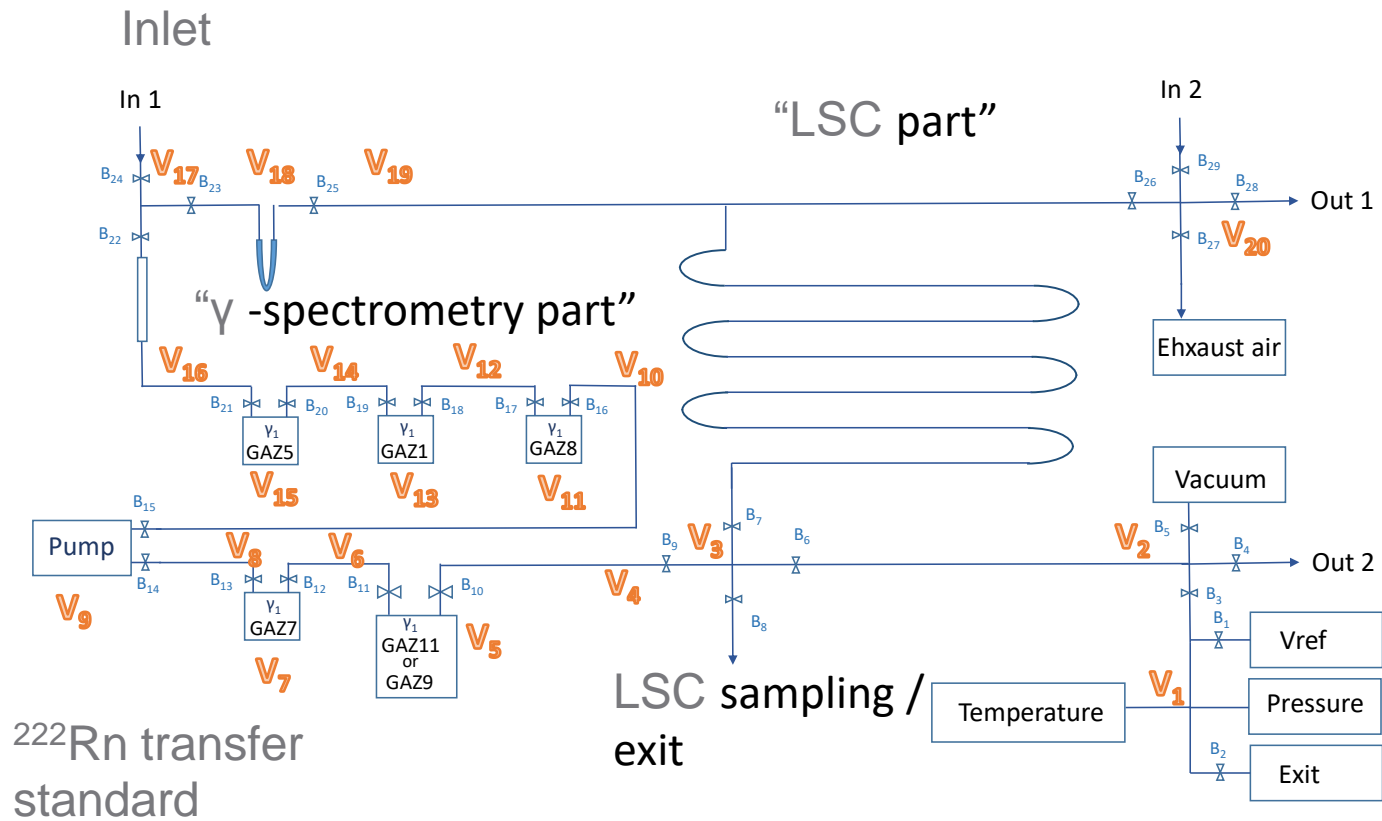 Inlet
In 1
In 2
“LSC part”
V17
V18
V19
B24
B23
B25
B26
B29
B28
Out 1
B22
B27
V20
“γ -spectrometry part”
Ehxaust air
V16
V14
V12
V10
B21
B20
B19
B18
B17
B16
γ1
GAZ5
γ1
GAZ1
γ1
GAZ8
V15
V13
V11
Vacuum
B15
Pump
B14
V9
V8
V6
B13
B12
B11
B10
B9
V3
B7
B6
V2
B5
B4
Out 2
V4
γ1
GAZ7
V7
γ1
GAZ11
or
GAZ9
V5
B8
B3
B1
Vref
LSC sampling /
exit
Temperature
V1
Pressure
B2
Exit
222Rn transfer
standard